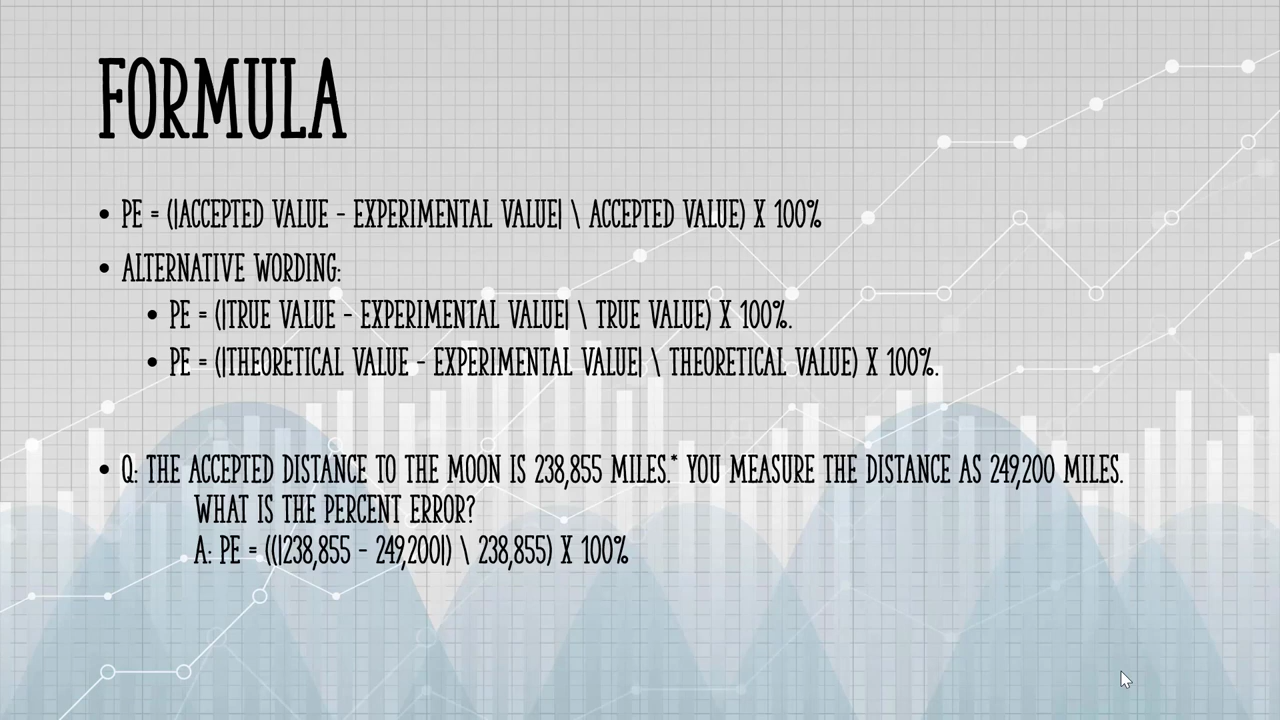 FORMULA
• PE = (|ACCEPTED VALUE - EXPERIMENTAL VALUE| \ ACCEPTED VALUE) X 100%
• ALTERNATIVE WORDING:
• PE = (|TRUE VALUE - EXPERIMENTAL VALUE| \ TRUE VALUE) X 100%.
• PE = (|THEORETICAL VALUE - EXPERIMENTAL VALUE| \ THEORETICAL VALUE) X 100%.
• Q: THE ACCEPTED DISTANCE TO THE MOON IS 238,855 MILES.* YOU MEASURE THE DISTANCE AS 249,200 MILES.
WHAT IS THE PERCENT ERROR?
A: PE = ((|238,855 - 249,200|) \ 238,855) X 100%